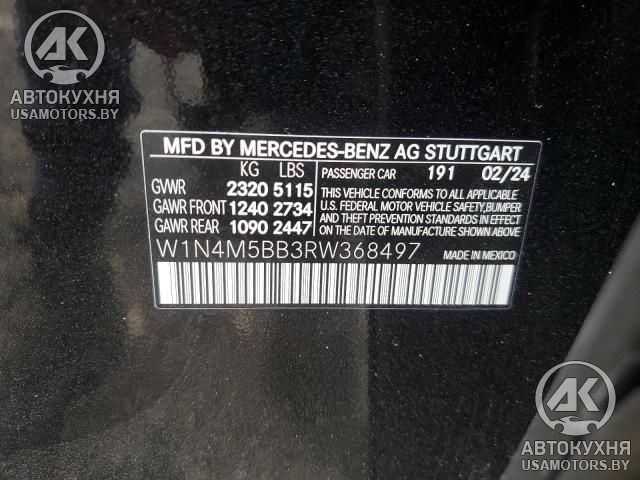 АК
АВТОКУХНЯ
USAMOTORS.BY
MFD BY MERCEDES-BENZ AG STUTTGART
KG LBS
GVWR 2320 5115
GAWR FRONT 1240 2734
GAWR REAR 1090 2447
PASSENGER CAR 191 02/24
THIS VEHICLE CONFORMS TO ALL APPLICABLE
U.S. FEDERAL MOTOR VEHICLE SAFETY, BUMPER
AND THEFT PREVENTION STANDARDS IN EFFECT
ON THE DATE OF MANUFACTURE SHOWN ABOVE
W1N4M5BB3RW368497
MADE IN MEXICO
АК
АВТОКУХНЯ
USAMOTORS.BY